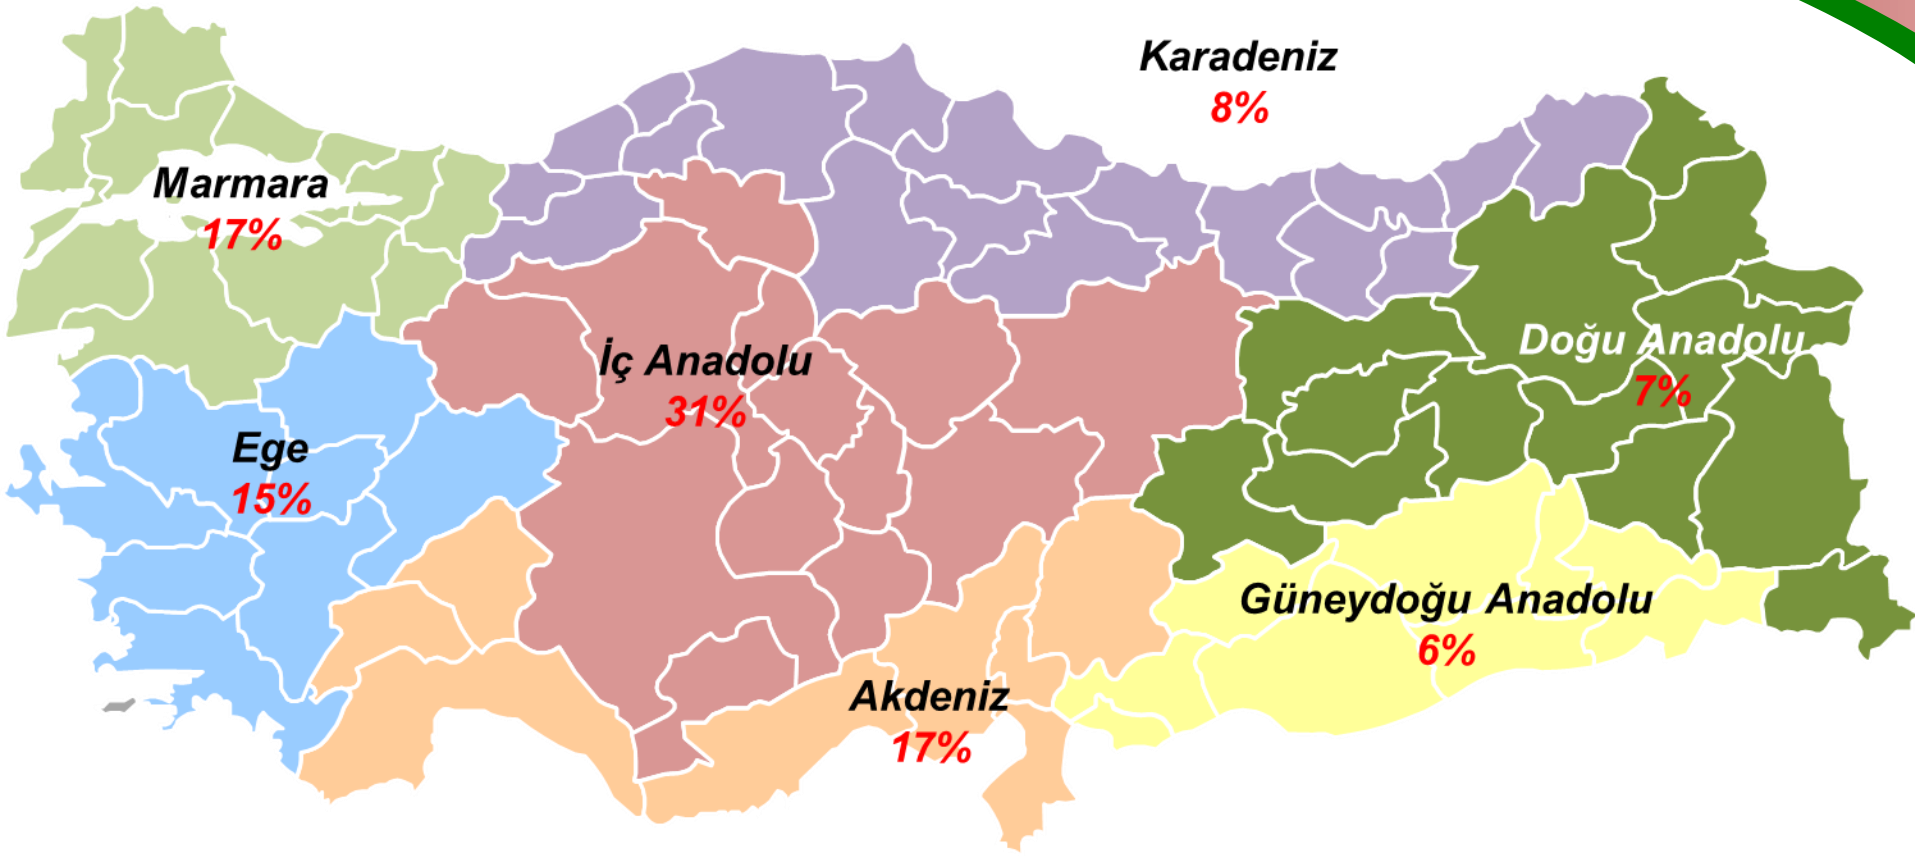 Karadeniz
8%
Marmara
17%
İç Anadolu
31%
Doğu Anadolu
7%
Ege
15%
Güneydoğu Anadolu
6%
Akdeniz
17%